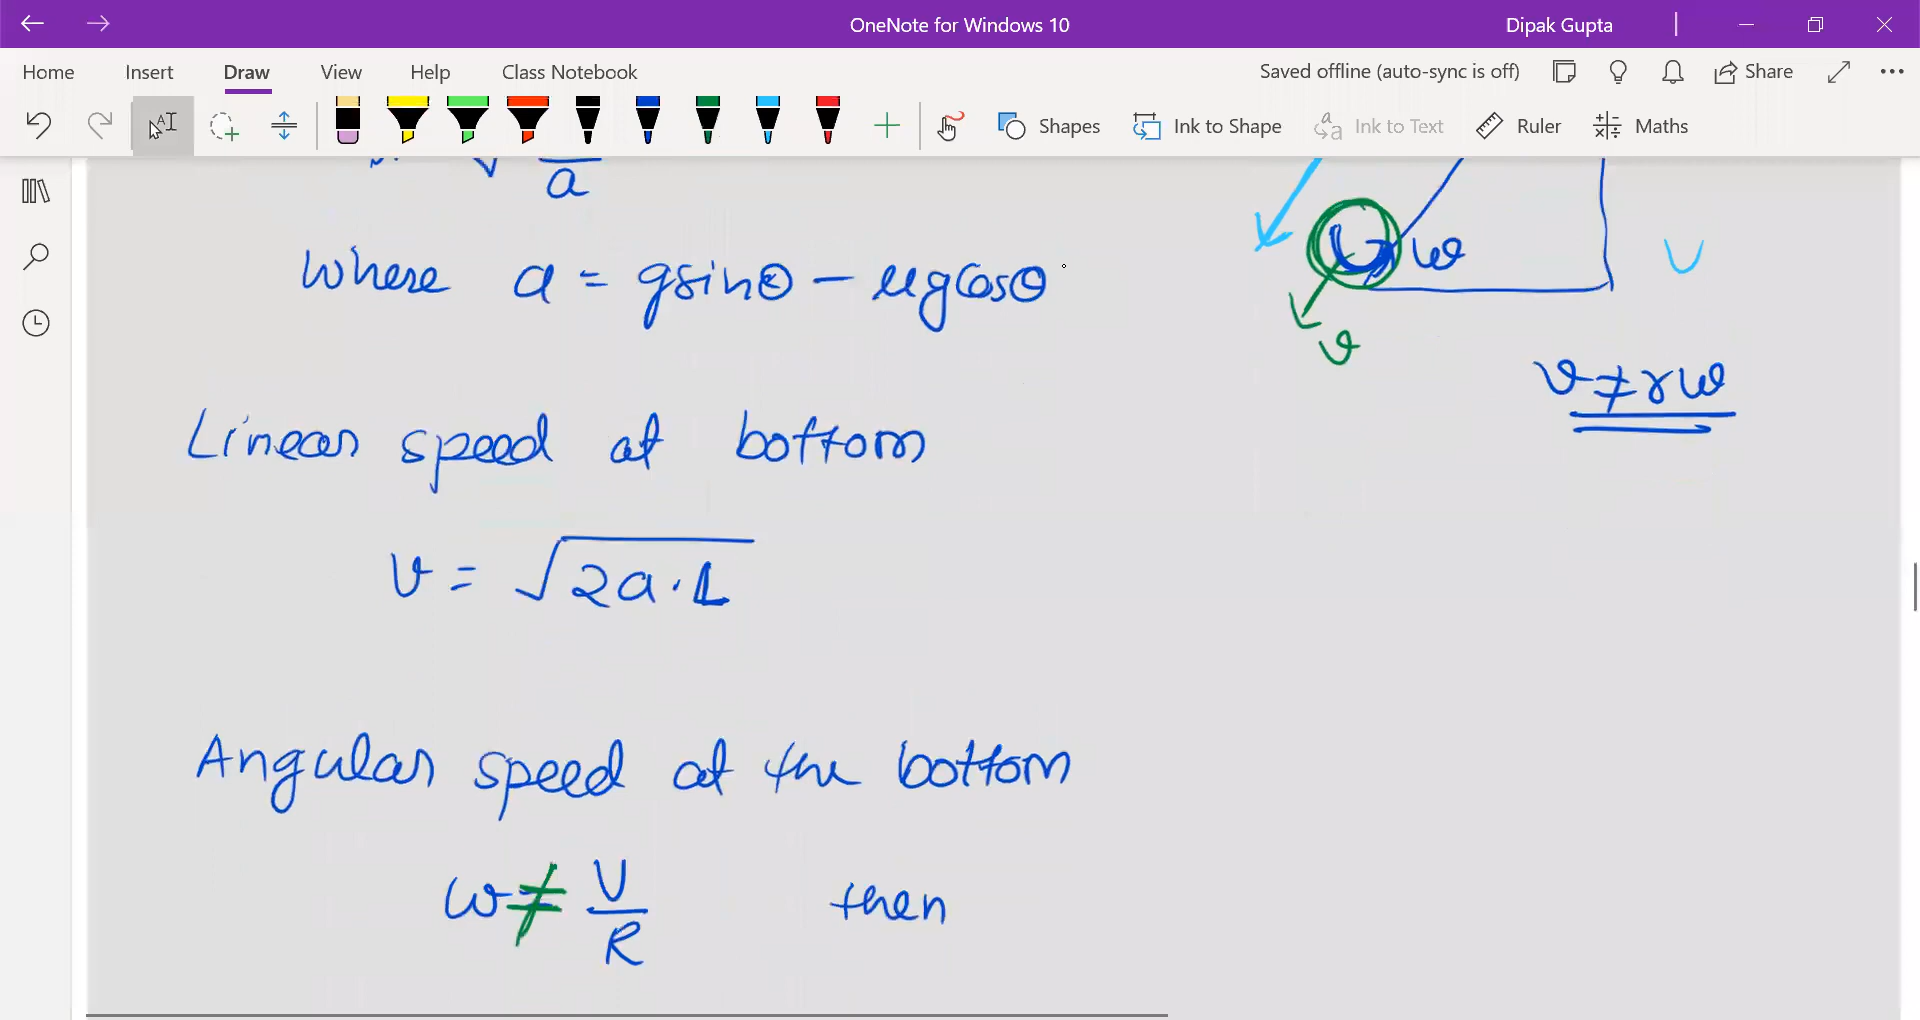 OneNote for Windows 10
Dipak Gupta
Home Insert Draw View Help Class Notebook
Saved offline (auto-sync is off)
Share
Shapes
Ink to Shape
Ink to Text
Ruler
Maths
a
Where a = gsinθ − μgcosθ
ω
v
v ≠ rω
Linear speed at bottom
v = √2a.L
Angular speed at the bottom
ω ≠ V/R then